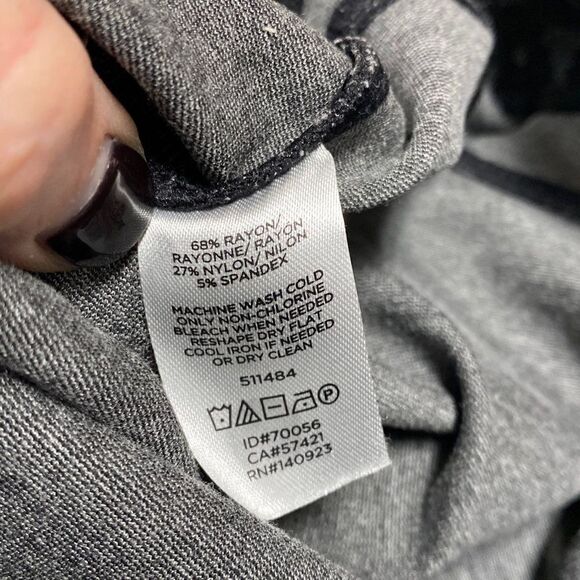 68% RAYON/
RAYONNE/ RAYON
27% NYLON/ NILON
5% SPANDEX
MACHINE WASH COLD
ONLY NON-CHLORINE
BLEACH WHEN NEEDED
RESHAPE DRY FLAT
COOL IRON IF NEEDED
OR DRY CLEAN
511484
P
ID#70056
CA#57421
RN#140923